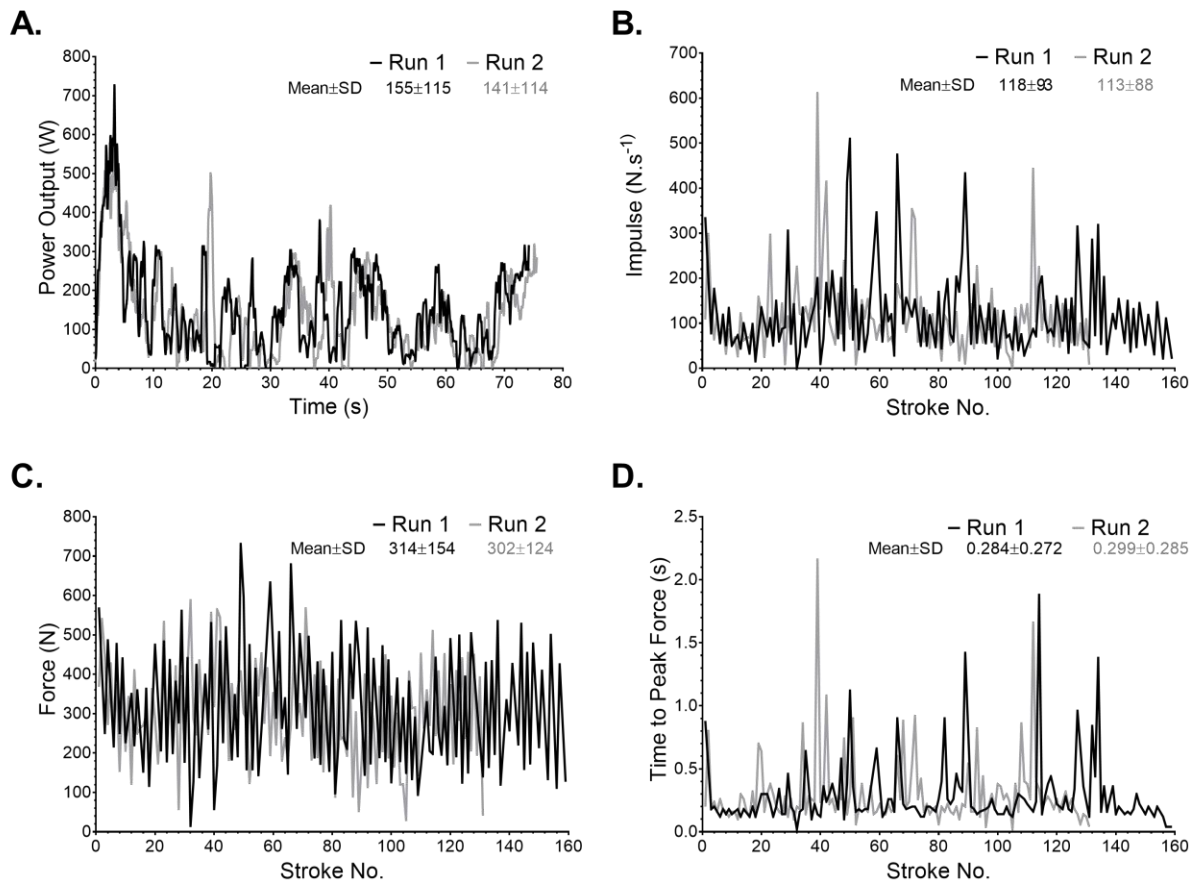 A.
Run 1 Run 2
Mean±SD 155±115 141±114
Power Output (W)
800
700
600
500
400
300
200
100
0
0 10 20 30 40 50 60 70 80
Time (s)
B.
Run 1 Run 2
Mean±SD 118±93 113±88
Impulse (N.s⁻¹)
700
600
500
400
300
200
100
0
0 20 40 60 80 100 120 140 160
Stroke No.
C.
Run 1 Run 2
Mean±SD 314±154 302±124
Force (N)
800
700
600
500
400
300
200
100
0
0 20 40 60 80 100 120 140 160
Stroke No.
D.
Run 1 Run 2
Mean±SD 0.284±0.272 0.299±0.285
Time to Peak Force (s)
2.5
2.0
1.5
1.0
0.5
0.0
0 20 40 60 80 100 120 140 160
Stroke No.